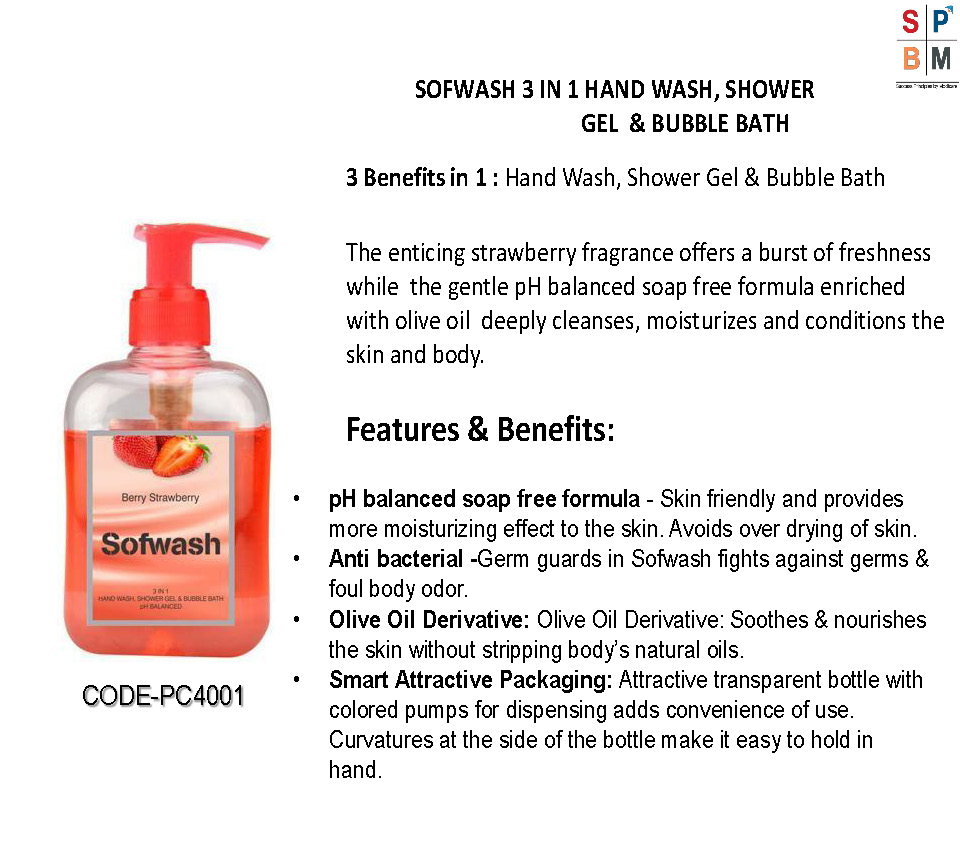 S P
B M
Success Principles by Modicare
SOFWASH 3 IN 1 HAND WASH, SHOWER
GEL & BUBBLE BATH
3 Benefits in 1 : Hand Wash, Shower Gel & Bubble Bath
The enticing strawberry fragrance offers a burst of freshness
while the gentle pH balanced soap free formula enriched
with olive oil deeply cleanses, moisturizes and conditions the
skin and body.
Features & Benefits:
• pH balanced soap free formula - Skin friendly and provides
more moisturizing effect to the skin. Avoids over drying of skin.
• Anti bacterial -Germ guards in Sofwash fights against germs &
foul body odor.
• Olive Oil Derivative: Olive Oil Derivative: Soothes & nourishes
the skin without stripping body’s natural oils.
• Smart Attractive Packaging: Attractive transparent bottle with
colored pumps for dispensing adds convenience of use.
Curvatures at the side of the bottle make it easy to hold in
hand.
Berry Strawberry
Sofwash
3 IN 1
HAND WASH, SHOWER GEL & BUBBLE BATH
pH BALANCED
CODE-PC4001